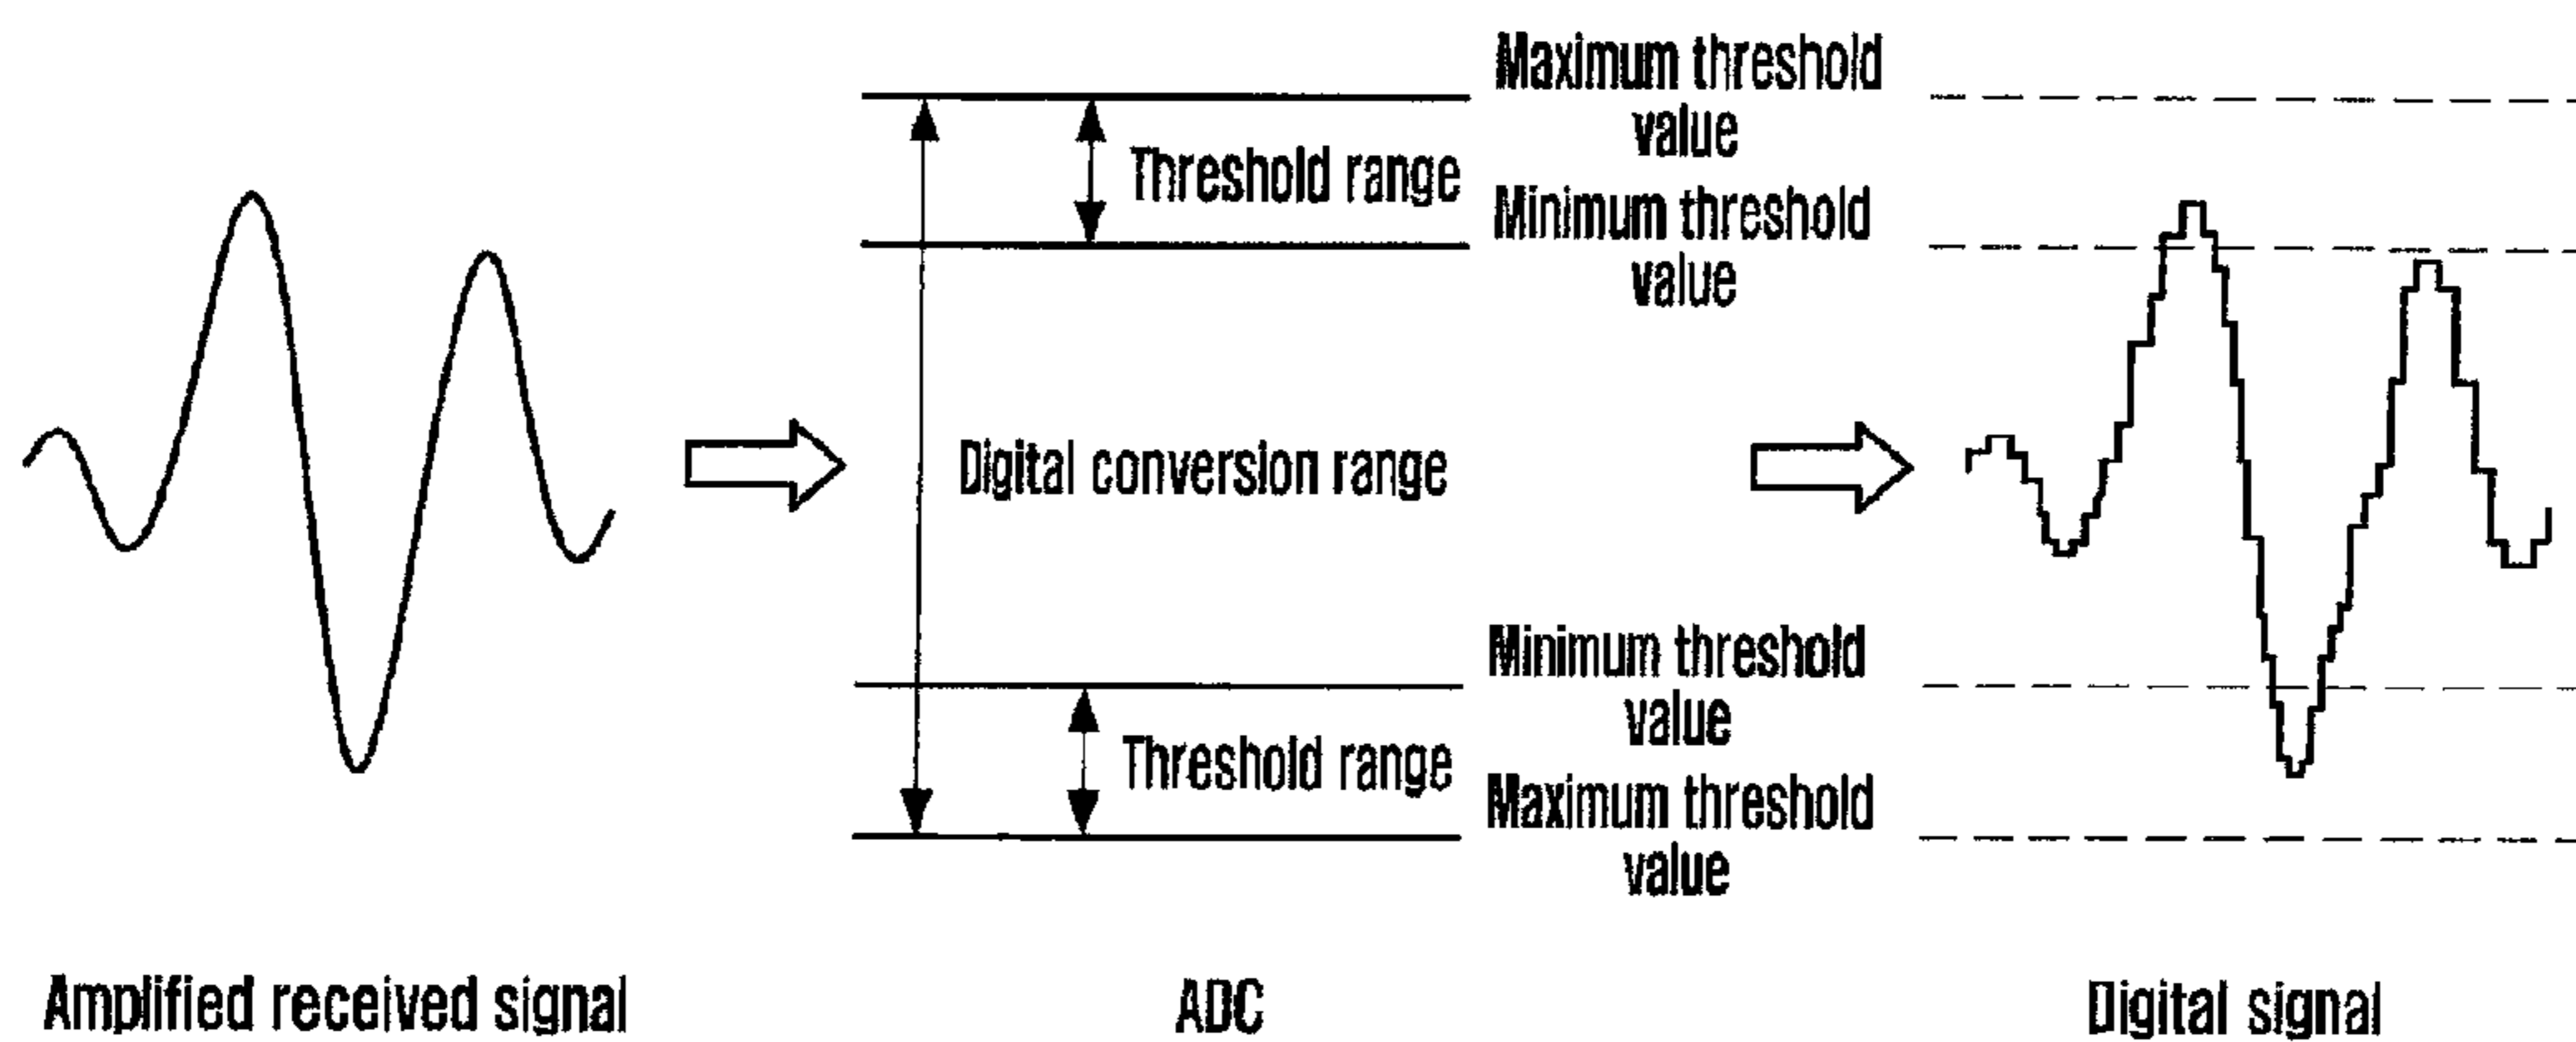 Maximum threshold
value
Threshold range
Minimum threshold
value
Digital conversion range
Minimum threshold
value
Threshold range
Maximum threshold
value
Amplified received signal
ADC
Digital signal